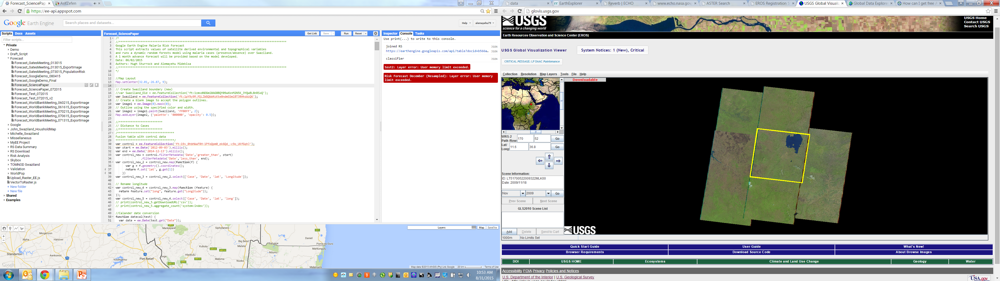 Forecast_SciencePap
ArifZefen
https://ee-api.appspot.com
Google Earth Engine
Search places and datasets...
Help
alemayehu79
Scripts Docs Assets
Filter scripts...
Private
Demo
Draft_Script
Forecast
Forecast_GatesMeeting_013015
Forecast_GatesMeeting_013015_ExportImage
Forecast_GatesMeeting_073015_PopulationRisk
Forecast_GoogleDemo_080415
Forecast_GoogleDemo_Final
Forecast_SciencePaper
Forecast_SciencePaper_072015
Forecast_Test_072015
Forecast_Test_072015_v2
Forecast_WorldBankMeeting_060215_ExportImage
Forecast_WorldBankMeeting_061615_ExportImage
Forecast_WorldBankMeeting_070215_ExportImage
Forecast_WorldBankMeeting_070615_ExportImage
Forecast_WorldBankMeeting_071315_ExportImage
Google
John_Swaziland_HousholdMap
Michelle_Swaziland
Missellaneous
MyEE Project
RS Data Summary
RS Download
Risk Analysis
Skybox
TOMNOD Swaziland
Validation
WorldPop
Upload_Raster_EE.js
VectorToRaster.js
+ New folder
+ New file
Shared
Examples
Forecast_SciencePaper
Get Link Save Run Reset
1 /*
2 //****************************************************************************************************
3 Google Earth Engine Malaria Risk Forecast
4 This script extracts values of satellite derived environmental and topographical variables
5 and runs a dynamic random forests model using malaria cases (presence/absence) over Swaziland.
6 A 1 month advance forecast will be provided based on the model developed.
7 Date: 06/02/2015
8 Authors: Hugh Sturrock and Alemayehu Midekisa
9 //****************************************************************************************************
10 */
11
12 //Map Layout
13 Map.setCenter(32.01,-26.87, 9);
14
15 // Create Swaziland boundary (new)
16 //var Swaziland_Old = ee.FeatureCollection('ft:1zmvdNOGmi0AG8BQY09wKknM2N5K_3YQwBL8nR5xQ');
17 var Swaziland = ee.FeatureCollection('ft:1pY9y9M_M1LZWGQbW4zKte0ndmSSmlBT3RHhsWzQ6');
18 // Create a blank image to accept the polygon outlines.
19 var image1 = ee.Image(0).mask(0);
20 // Outline using the specified color and width.
21 var image2 = image1.paint(Swaziland, 'ff00ff', 2);
22 Map.addLayer(image2, {'palette': '000000', 'opacity': 0.5});
23
24 //**************************
25 // Distance to Cases
26 //**************************
27 /**********************************
28 Fusion table with control data
29 ***********************************/
30 var control = ee.FeatureCollection('ft:19v_0hbHWwFRH-1PfoQpm0_ek6Qd_-c9o_UKfGqhJ');
31 var start = ee.Date('2012-09-03').millis();
32 var end = ee.Date('2014-12-13').millis();
33 var control_new = control.filterMetadata('Date','greater_than', start)
34 .filterMetadata('Date','less_than', end);
35 var control_new_2 = control_new.map(function(f) {
36 var g = f.geometry().coordinates();
37 return f.set('lat', g.get(1))
38 })
39 var control_new_3 = control_new_2.select(['Case', 'Date', 'lat', 'Longitude']);
40
41 // Rename longitude
42 var control_new_4 = control_new_3.map(function (feature) {
43 return feature.set("long", feature.get("Longitude"));
44 });
45 var control_new_5 = control_new_4.select(['Case', 'Date', 'lat', 'long']);
46 // print(control_new_5.getDownloadURL('csv'));
47 // print(control_new_5.aggregate_count('system:index'));
48
49 //Calander date conversion
50 function datecal(test) {
51 var date = ee.Date(test.get("Date"));
Inspector Console Tasks
Use print(...) to write to this console.
joined RS JSON
https://earthengine.googleapis.com/api/table?docid=b566a... JSON
classifier JSON
test2: Layer error: User memory limit exceeded.
Risk Forecast December (Resampled): Layer error: User memory
limit exceeded.
Layers Map Satellite
Morgenzon
Alpha
Hanover
Standerton
Aankomst
KwaNgema
Piet Retief
Mankayane
Siphofaneni
Big Bend
Kubuta
Matata
Hlatikulu
Maloma
Gege
Nsoko
Catuane
Ndumu
Daniel
Ponta do Ouro
Mahlungulu
Malangeni
Google
Map data ©2015 AfriGIS (Pty) Ltd, Google 20 km Terms of Use
10:53 AM
8/31/2015
data
EarthExplorer
Reverb | ECHO
www.echo.nasa.gov
ASTER Search
EROS Registration S
USGS Global Visualiz
Global Data Explorer
How can I get free A
glovis.usgs.gov
USGS
science for a changing world
USGS Home
Contact USGS
Search USGS
Earth Resources Observation and Science Center (EROS)
USGS Global Visualization Viewer
System Notices: 1 (New), Critical
CRITICAL MESSAGE: LP DAAC Maintenance
Collection Resolution Map Layers Tools File Help
Downloadable
WRS-2
Path /Row: 170 52 Go
Lat/
Long: 11.6 36.8 Go
Scene Information:
ID: LT51700522009322MLK00
Date: 2009/11/18
Nov 2009 Go
Prev Scene Next Scene
GLS2010 Scene List
Add Delete Send to Cart
USGS
1000m No Limits Set
Quick Start Guide User Guide What's New!
Browser Requirements Download Source Code About Browse Images
DOI USGS HOME Ecosystems Climate and Land Use Change Geology Water
Accessibility FOIA Privacy Policies and Notices
U.S. Department of the Interior | U.S. Geological Survey
USA.gov